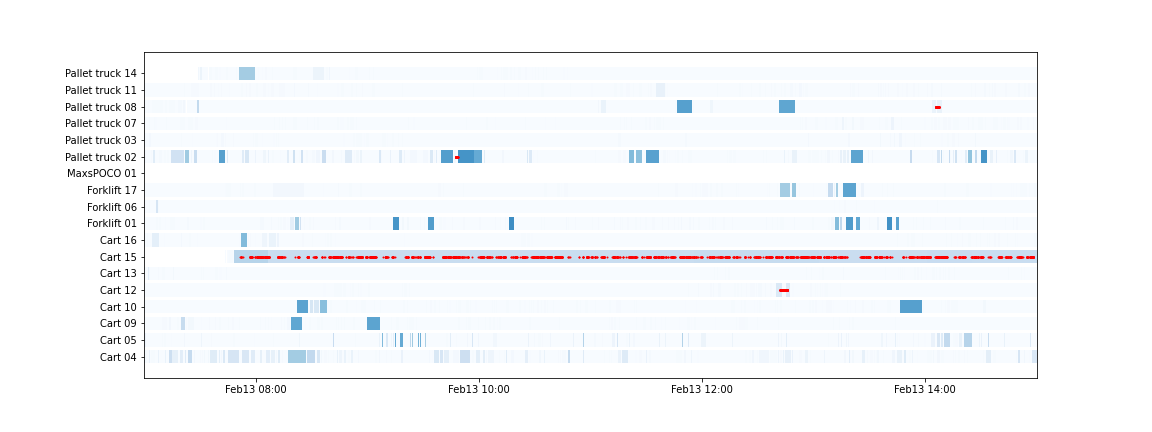 Pallet truck 14
Pallet truck 11
Pallet truck 08
Pallet truck 07
Pallet truck 03
Pallet truck 02
MaxsPOCO 01
Forklift 17
Forklift 06
Forklift 01
Cart 16
Cart 15
Cart 13
Cart 12
Cart 10
Cart 09
Cart 05
Cart 04
Feb13 08:00 Feb13 10:00 Feb13 12:00 Feb13 14:00